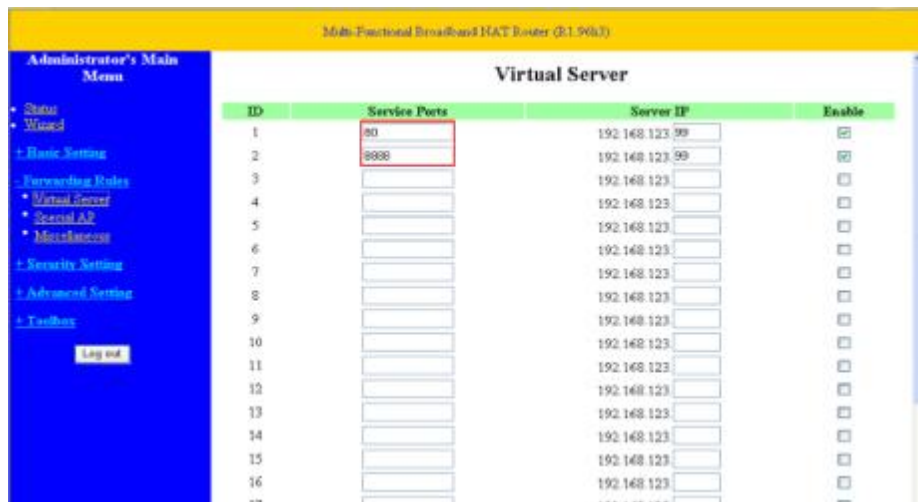 Multi-Functional Broadband NAT Router (R1.96h3)
Administrator's Main
Menu
Status
Wizard
+ Basic Setting
- Forwarding Rules
Virtual Server
Special AP
Miscellaneous
+ Security Setting
+ Advanced Setting
+ Toolbox
Log out
Virtual Server
ID Service Ports Server IP Enable
1 80 192.168.123.99
2 8888 192.168.123.99
3 192.168.123.
4 192.168.123.
5 192.168.123.
6 192.168.123.
7 192.168.123.
8 192.168.123.
9 192.168.123.
10 192.168.123.
11 192.168.123.
12 192.168.123.
13 192.168.123.
14 192.168.123.
15 192.168.123.
16 192.168.123.